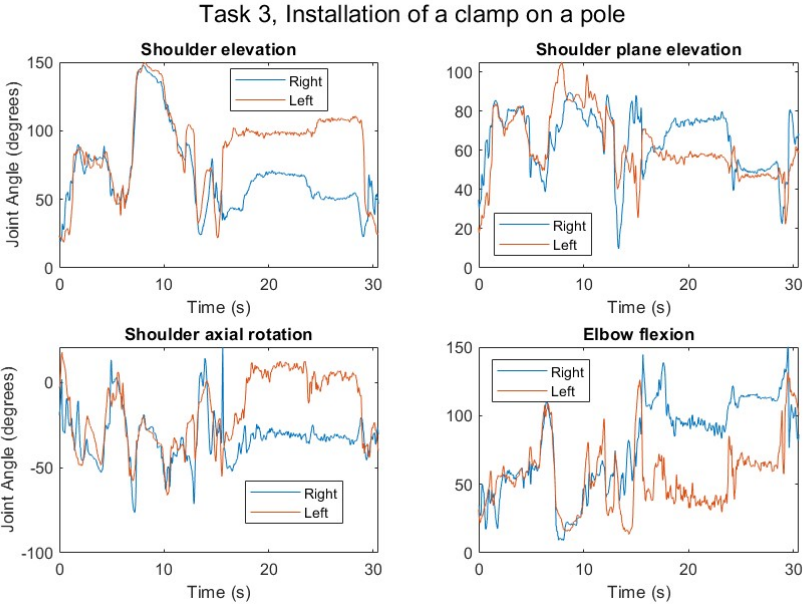 Task 3, Installation of a clamp on a pole
Shoulder elevation
150
100
50
0
Joint Angle (degrees)
Right
Left
0 10 20 30
Time (s)
Shoulder plane elevation
100
80
60
40
20
0
Right
Left
0 10 20 30
Time (s)
Shoulder axial rotation
0
-50
-100
Joint Angle (degrees)
Right
Left
0 10 20 30
Time (s)
Elbow flexion
150
100
50
0
Right
Left
0 10 20 30
Time (s)